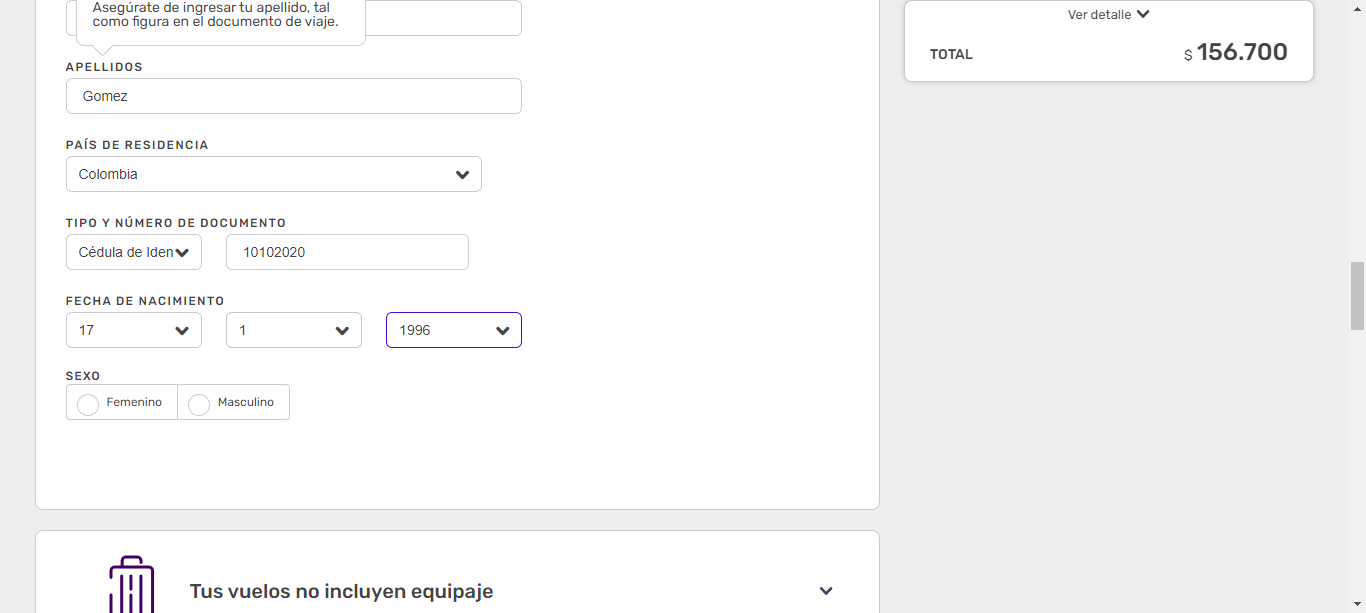 Asegúrate de ingresar tu apellido, tal
como figura en el documento de viaje.
APELLIDOS
Gomez
PAÍS DE RESIDENCIA
Colombia
TIPO Y NÚMERO DE DOCUMENTO
Cédula de Iden 10102020
FECHA DE NACIMIENTO
17 1 1996
SEXO
Femenino Masculino
Tus vuelos no incluyen equipaje
Ver detalle
TOTAL $ 156.700